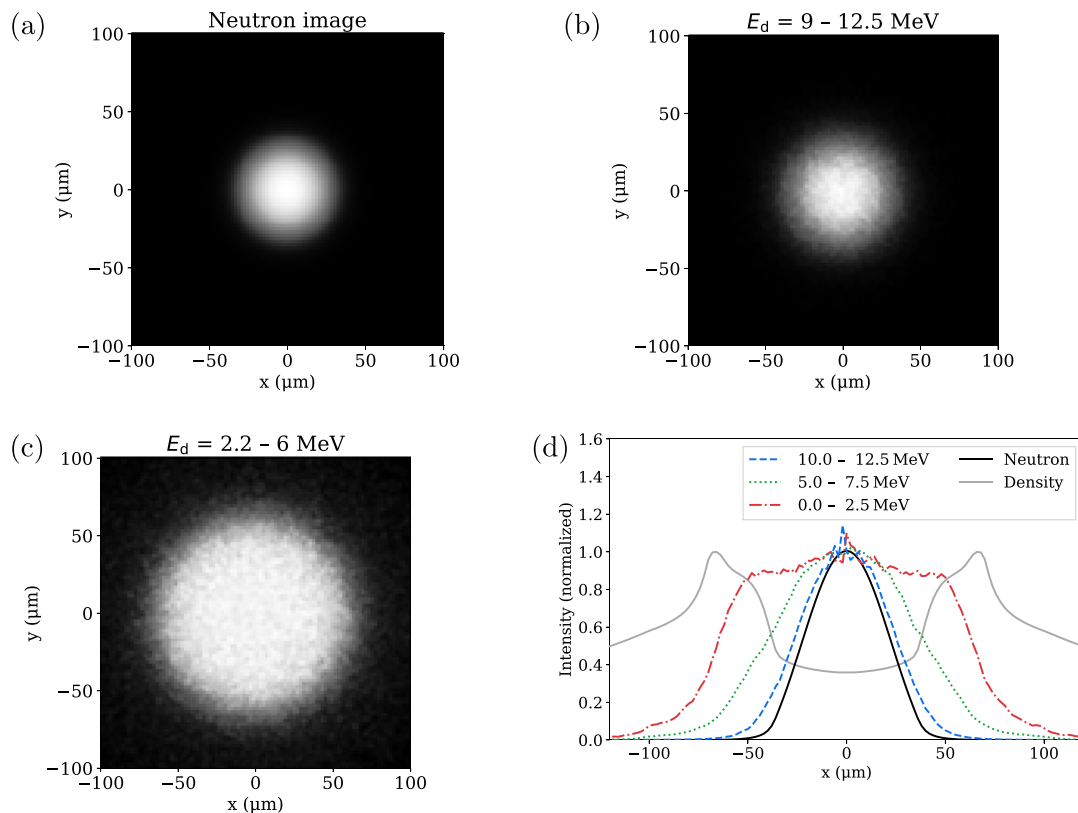 (a)
Neutron image
100
50
0
−50
−100
y (μm)
−100 −50 0 50 100
x (μm)
(b)
E_d = 9 – 12.5 MeV
100
50
0
−50
−100
y (μm)
−100 −50 0 50 100
x (μm)
(c)
E_d = 2.2 – 6 MeV
100
50
0
−50
−100
y (μm)
−100 −50 0 50 100
x (μm)
(d)
1.6
1.4
1.2
1.0
0.8
0.6
0.4
0.2
0.0
Intensity (normalized)
10.0 – 12.5 MeV
5.0 – 7.5 MeV
0.0 – 2.5 MeV
Neutron
Density
−100 −50 0 50 100
x (μm)